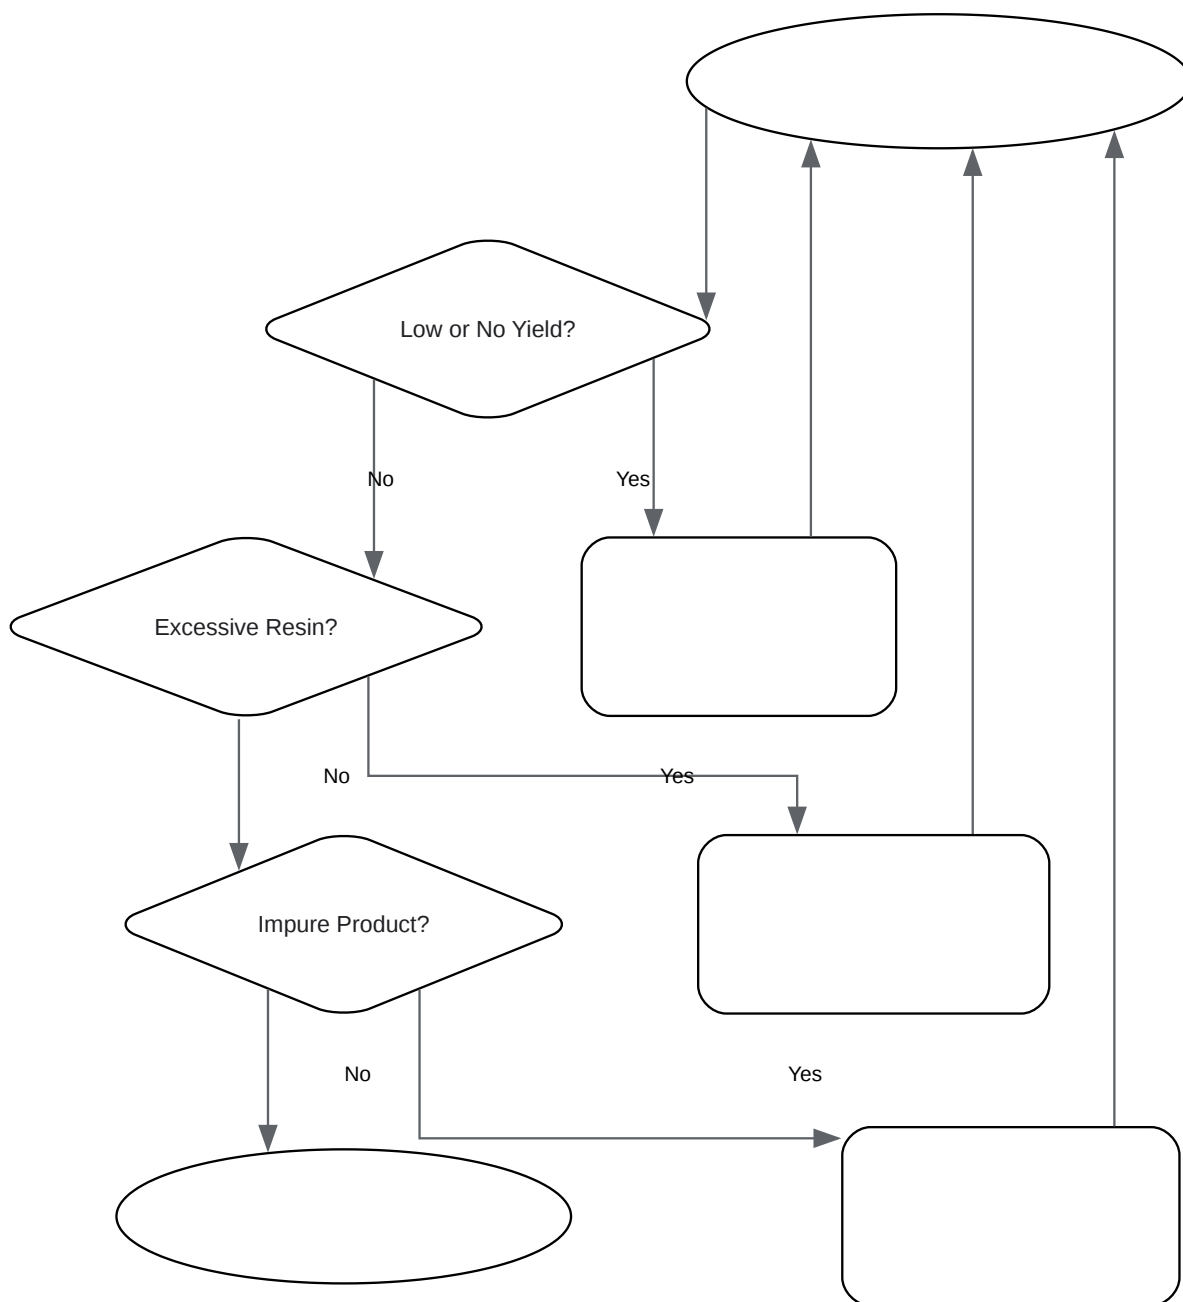 Low or No Yield?
No
Yes
Excessive Resin?
No
Yes
Impure Product?
No
Yes